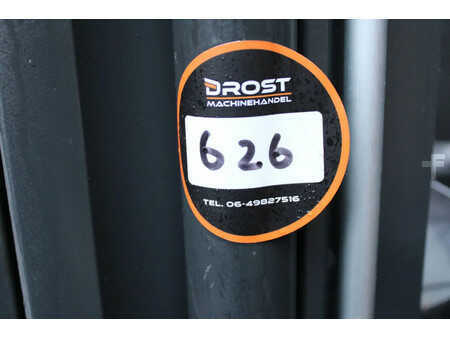 DROST
MACHINEHANDEL
626
TEL. 06-49827516
F